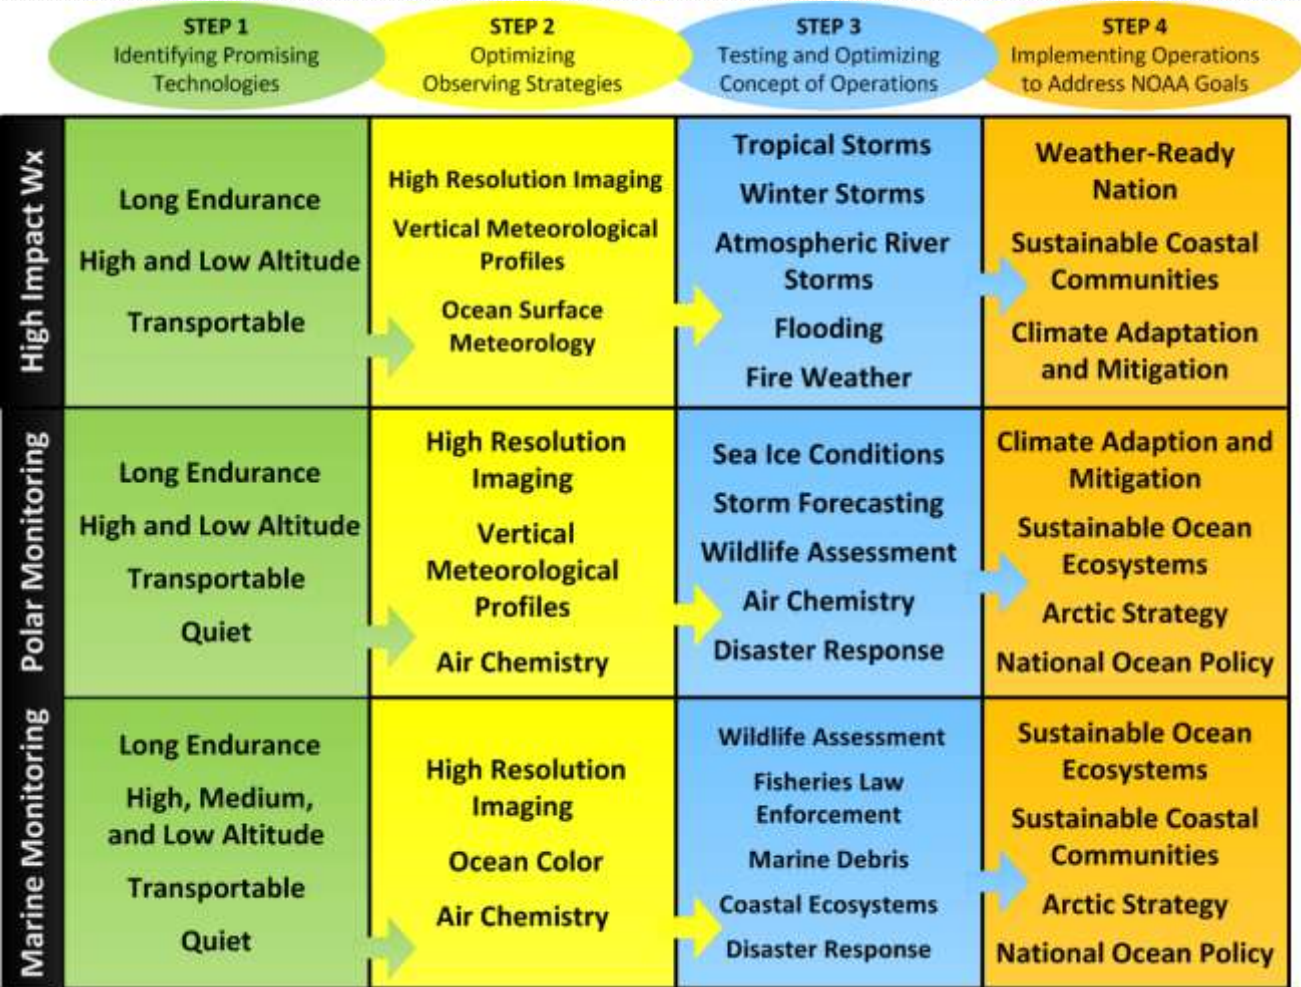 STEP 1
Identifying Promising
Technologies
STEP 2
Optimizing
Observing Strategies
STEP 3
Testing and Optimizing
Concept of Operations
STEP 4
Implementing Operations
to Address NOAA Goals
High Impact Wx
Long Endurance
High and Low Altitude
Transportable
High Resolution Imaging
Vertical Meteorological
Profiles
Ocean Surface
Meteorology
Tropical Storms
Winter Storms
Atmospheric River
Storms
Flooding
Fire Weather
Weather-Ready
Nation
Sustainable Coastal
Communities
Climate Adaptation
and Mitigation
Polar Monitoring
Long Endurance
High and Low Altitude
Transportable
Quiet
High Resolution
Imaging
Vertical
Meteorological
Profiles
Air Chemistry
Sea Ice Conditions
Storm Forecasting
Wildlife Assessment
Air Chemistry
Disaster Response
Climate Adaption and
Mitigation
Sustainable Ocean
Ecosystems
Arctic Strategy
National Ocean Policy
Marine Monitoring
Long Endurance
High, Medium,
and Low Altitude
Transportable
Quiet
High Resolution
Imaging
Ocean Color
Air Chemistry
Wildlife Assessment
Fisheries Law
Enforcement
Marine Debris
Coastal Ecosystems
Disaster Response
Sustainable Ocean
Ecosystems
Sustainable Coastal
Communities
Arctic Strategy
National Ocean Policy